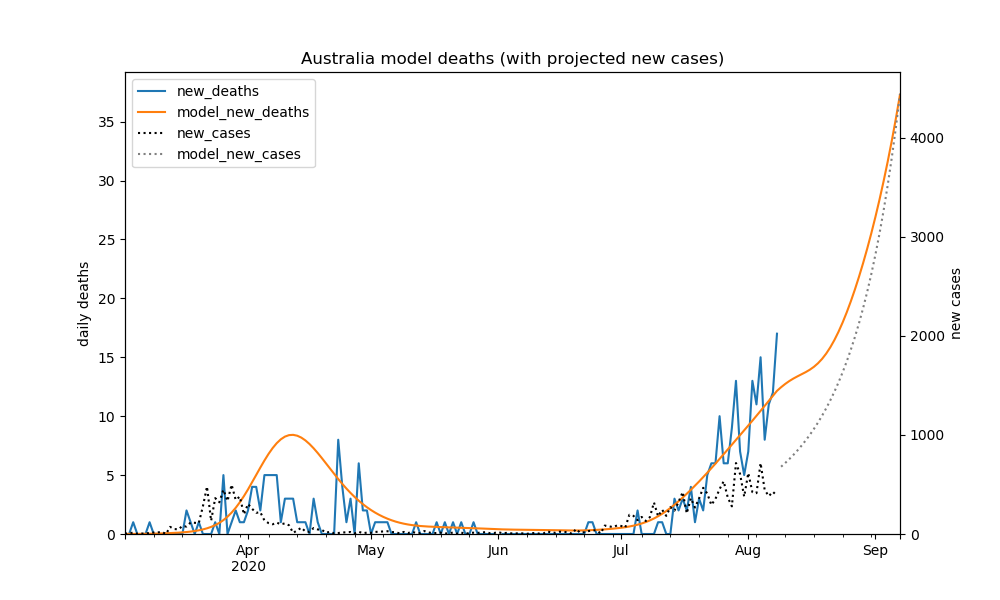 Australia model deaths (with projected new cases)
new_deaths
model_new_deaths
new_cases
model_new_cases
daily deaths
35
30
25
20
15
10
5
0
4000
3000
2000
1000
0
new cases
Apr
2020
May
Jun
Jul
Aug
Sep